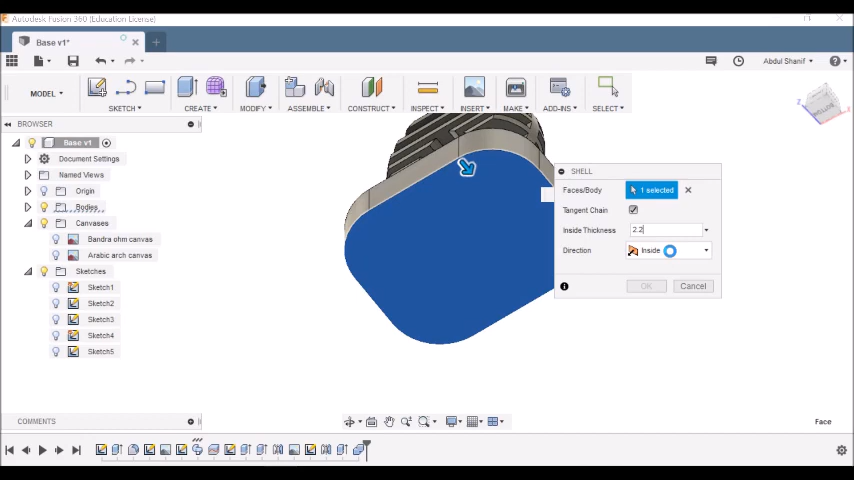 Autodesk Fusion 360 (Education License)
Base v1*
Abdul Shanif
MODEL
SKETCH
CREATE
MODIFY
ASSEMBLE
CONSTRUCT
INSPECT
INSERT
MAKE
ADD-INS
SELECT
BROWSER
Base v1
Document Settings
Named Views
Origin
Bodies
Canvases
Bandra ohm canvas
Arabic arch canvas
Sketches
Sketch1
Sketch2
Sketch3
Sketch4
Sketch5
SHELL
Faces/Body
1 selected
Tangent Chain
Inside Thickness
2.2
Direction
Inside
OK
Cancel
COMMENTS
Face